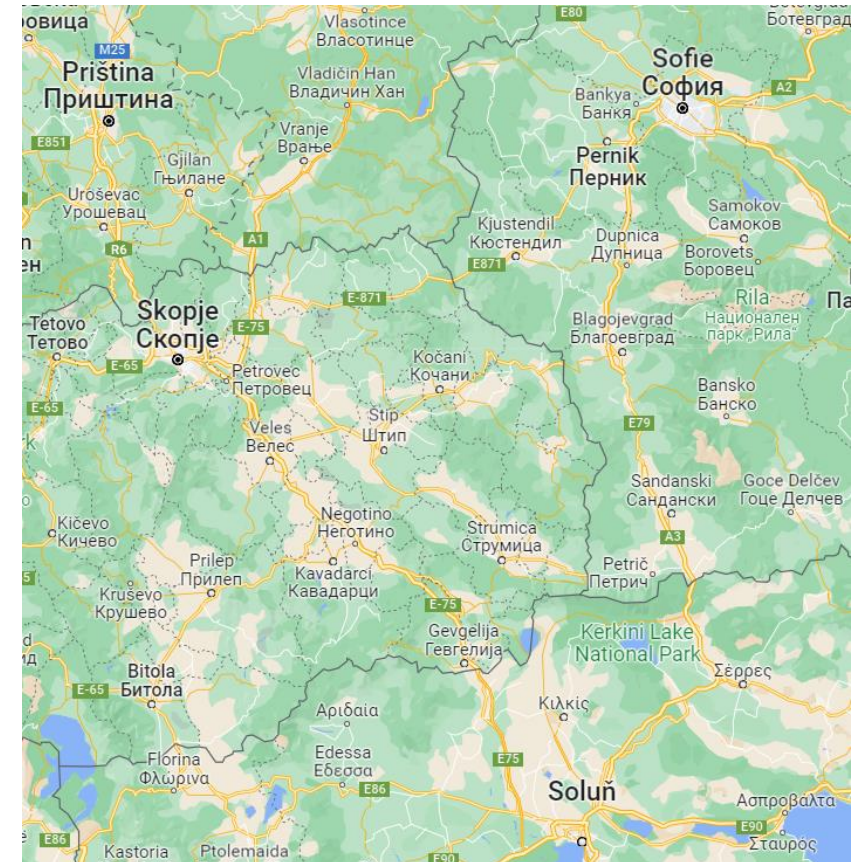 овица
Vlasotince
Власотинце
E80
Ботевград
M25
Priština
Приштина
Vladičin Han
Владичин Хан
Sofie
София
A2
Bankya
Банкя
E851
Vranje
Врање
Gjilan
Гњилане
Pernik
Перник
Uroševac
Урошевац
Samokov
Самоков
Kjustendil
Кюстендил
Dupnica
Дупница
R6
A1
E871
Borovets
Боровец
E-871
Rila
Национален
парк „Рила“
Па
Skopje
Скопје
E-75
Tetovo
Тетово
Blagojevgrad
Благоевград
E-65
Petrovec
Петровец
Kočani
Кочани
Bansko
Банско
E-65
Štip
Штип
Veles
Велес
E79
Sandanski
Сандански
Goce Delčev
Гоце Делчев
Kičevo
Кичево
Negotino
Неготино
Strumica
Струмица
A3
Prilep
Прилеп
Kavadarci
Кавадарци
Petrič
Петрич
Kruševo
Крушево
E-75
Gevgelija
Гевгелија
Kerkini Lake
National Park
Bitola
Битола
E-65
Σέρρες
Αριδαία
Κιλκίς
Florina
Φλώρινα
Edessa
Έδεσσα
E75
E86
Soluň
Ασπροβάλτα
E86
Kastoria
Ptolemaida
E90
E90
Σταυρός